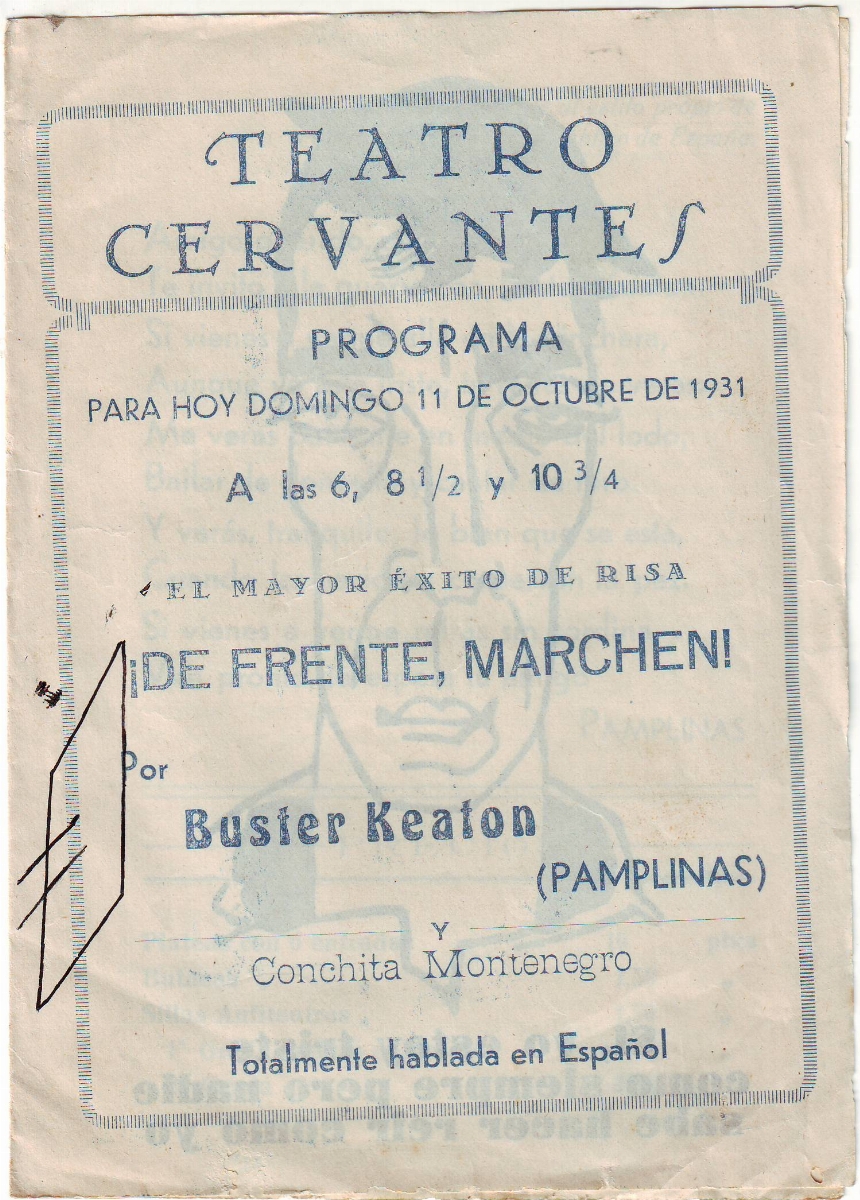 TEATRO
CERVANTES
PROGRAMA
PARA HOY DOMINGO 11 DE OCTUBRE DE 1931
A las 6, 8 1/2 y 10 3/4
EL MAYOR ÉXITO DE RISA
¡DE FRENTE, MARCHEN!
Por
Buster Keaton
(PAMPLINAS)
Y
Conchita Montenegro
Totalmente hablada en Español